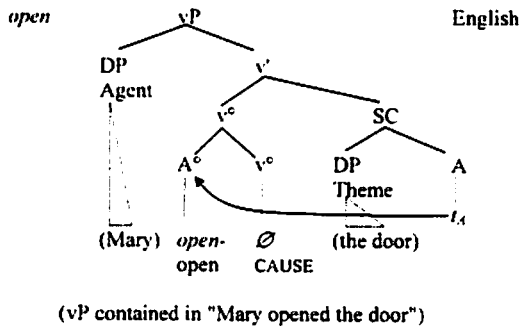 open English
vP
DP v'
Agent
v° SC
A° v° DP A
Theme
t_A
(Mary) open- Ø (the door)
open CAUSE
(vP contained in "Mary opened the door")